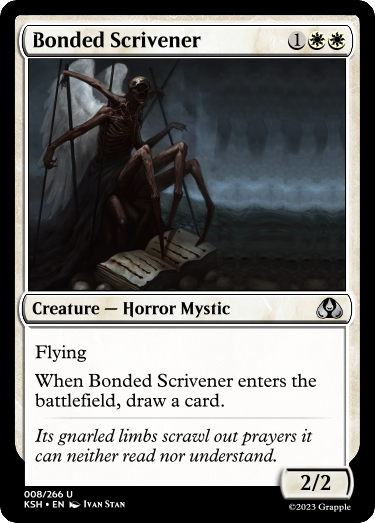 Bonded Scrivener 1
Creature — Horror Mystic
Flying
When Bonded Scrivener enters the
battlefield, draw a card.
Its gnarled limbs scrawl out prayers it
can neither read nor understand.
2/2
008/266 U
KSH • EN Ivan Stan
©2023 Grapple